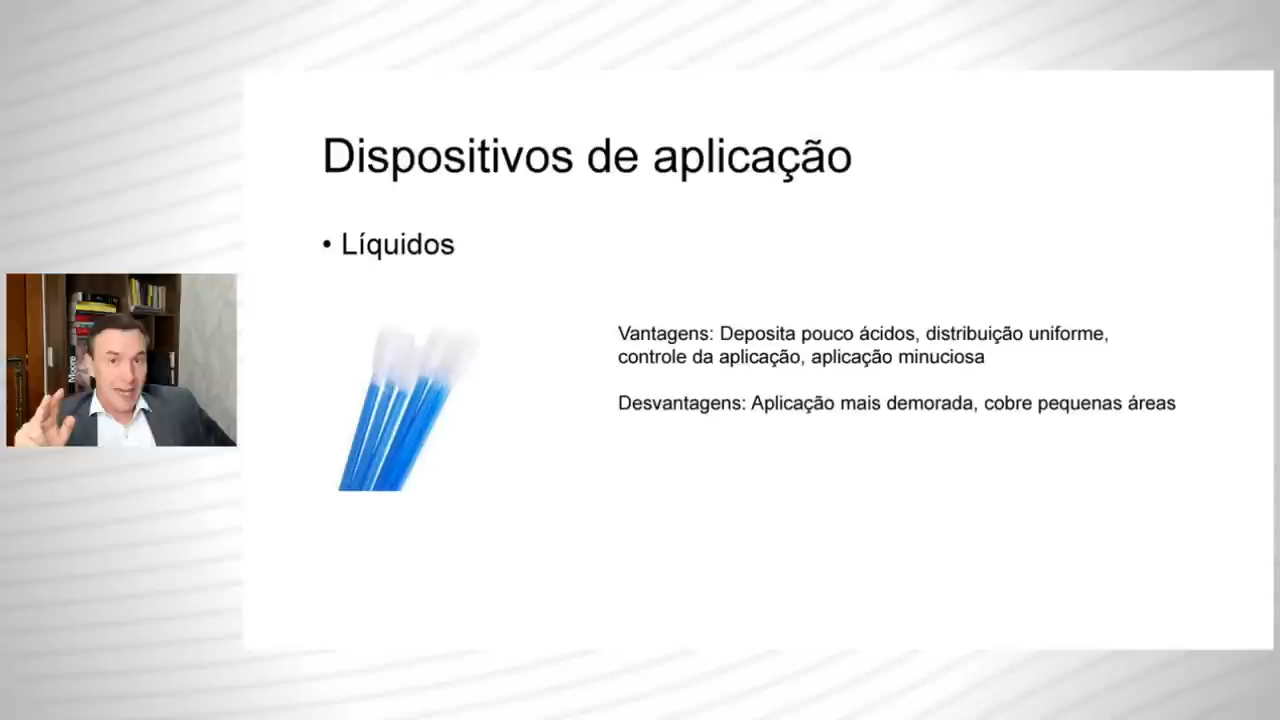 Dispositivos de aplicação
• Líquidos
Vantagens: Deposita pouco ácidos, distribuição uniforme,
controle da aplicação, aplicação minuciosa
Desvantagens: Aplicação mais demorada, cobre pequenas áreas
Moore